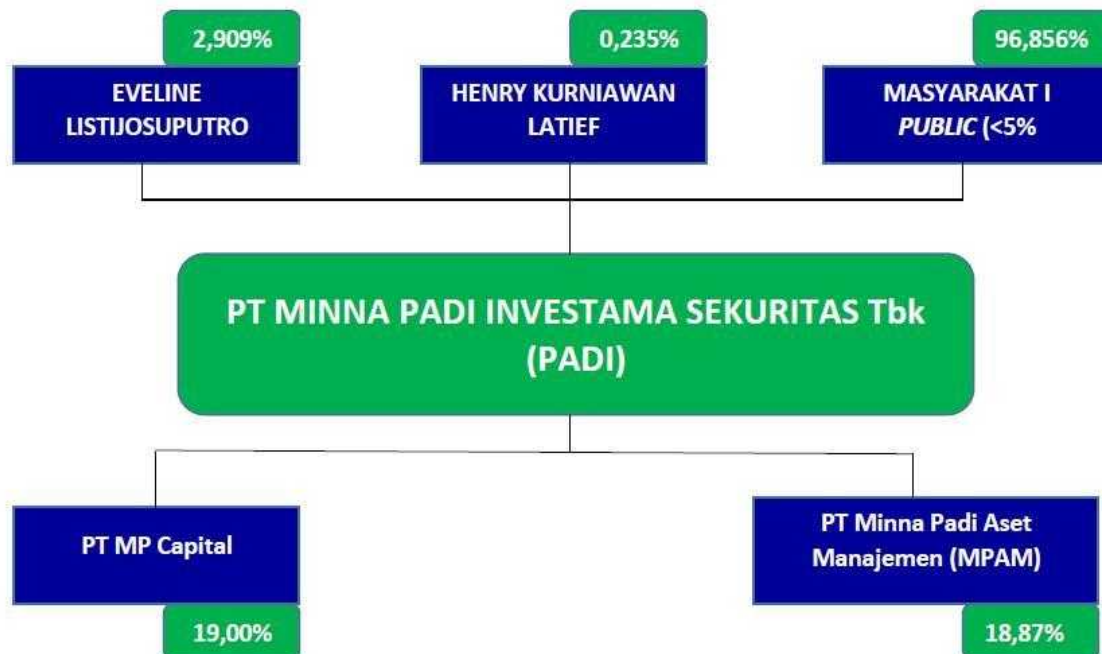 2,909%
0,235%
96,856%
EVELINE
LISTIJOSUPUTRO
HENRY KURNIAWAN
LATIEF
MASYARAKAT I
PUBLIC (<5%
PT MINNA PADI INVESTAMA SEKURITAS Tbk
(PADI)
PT MP Capital
PT Minna Padi Aset
Manajemen (MPAM)
19,00%
18,87%